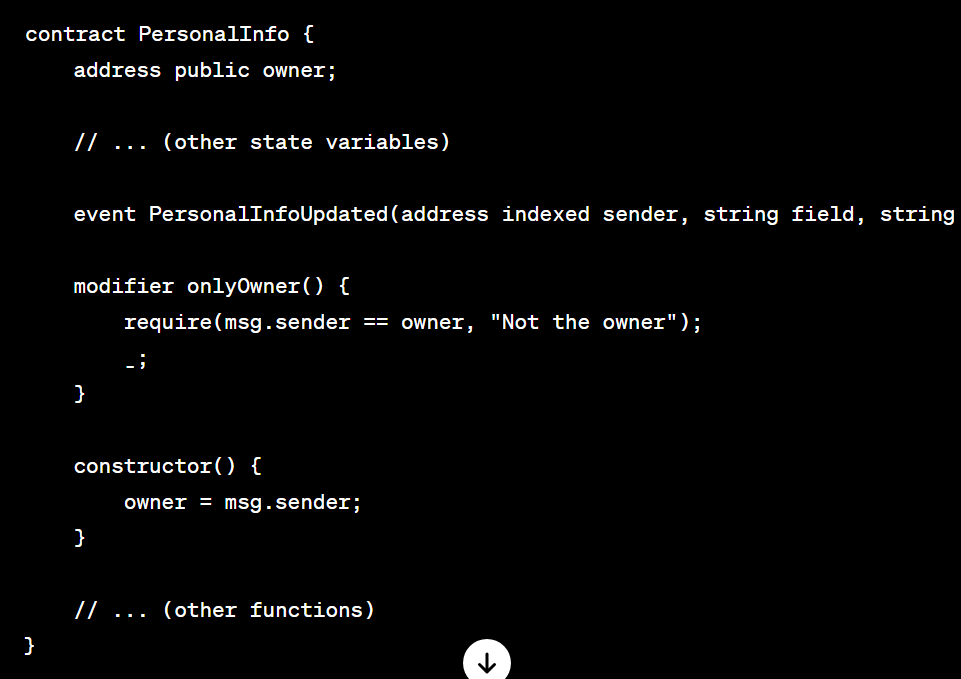 contract PersonalInfo {
    address public owner;

    // ... (other state variables)

    event PersonalInfoUpdated(address indexed sender, string field, string

    modifier onlyOwner() {
        require(msg.sender == owner, "Not the owner");
        _;
    }

    constructor() {
        owner = msg.sender;
    }

    // ... (other functions)
}